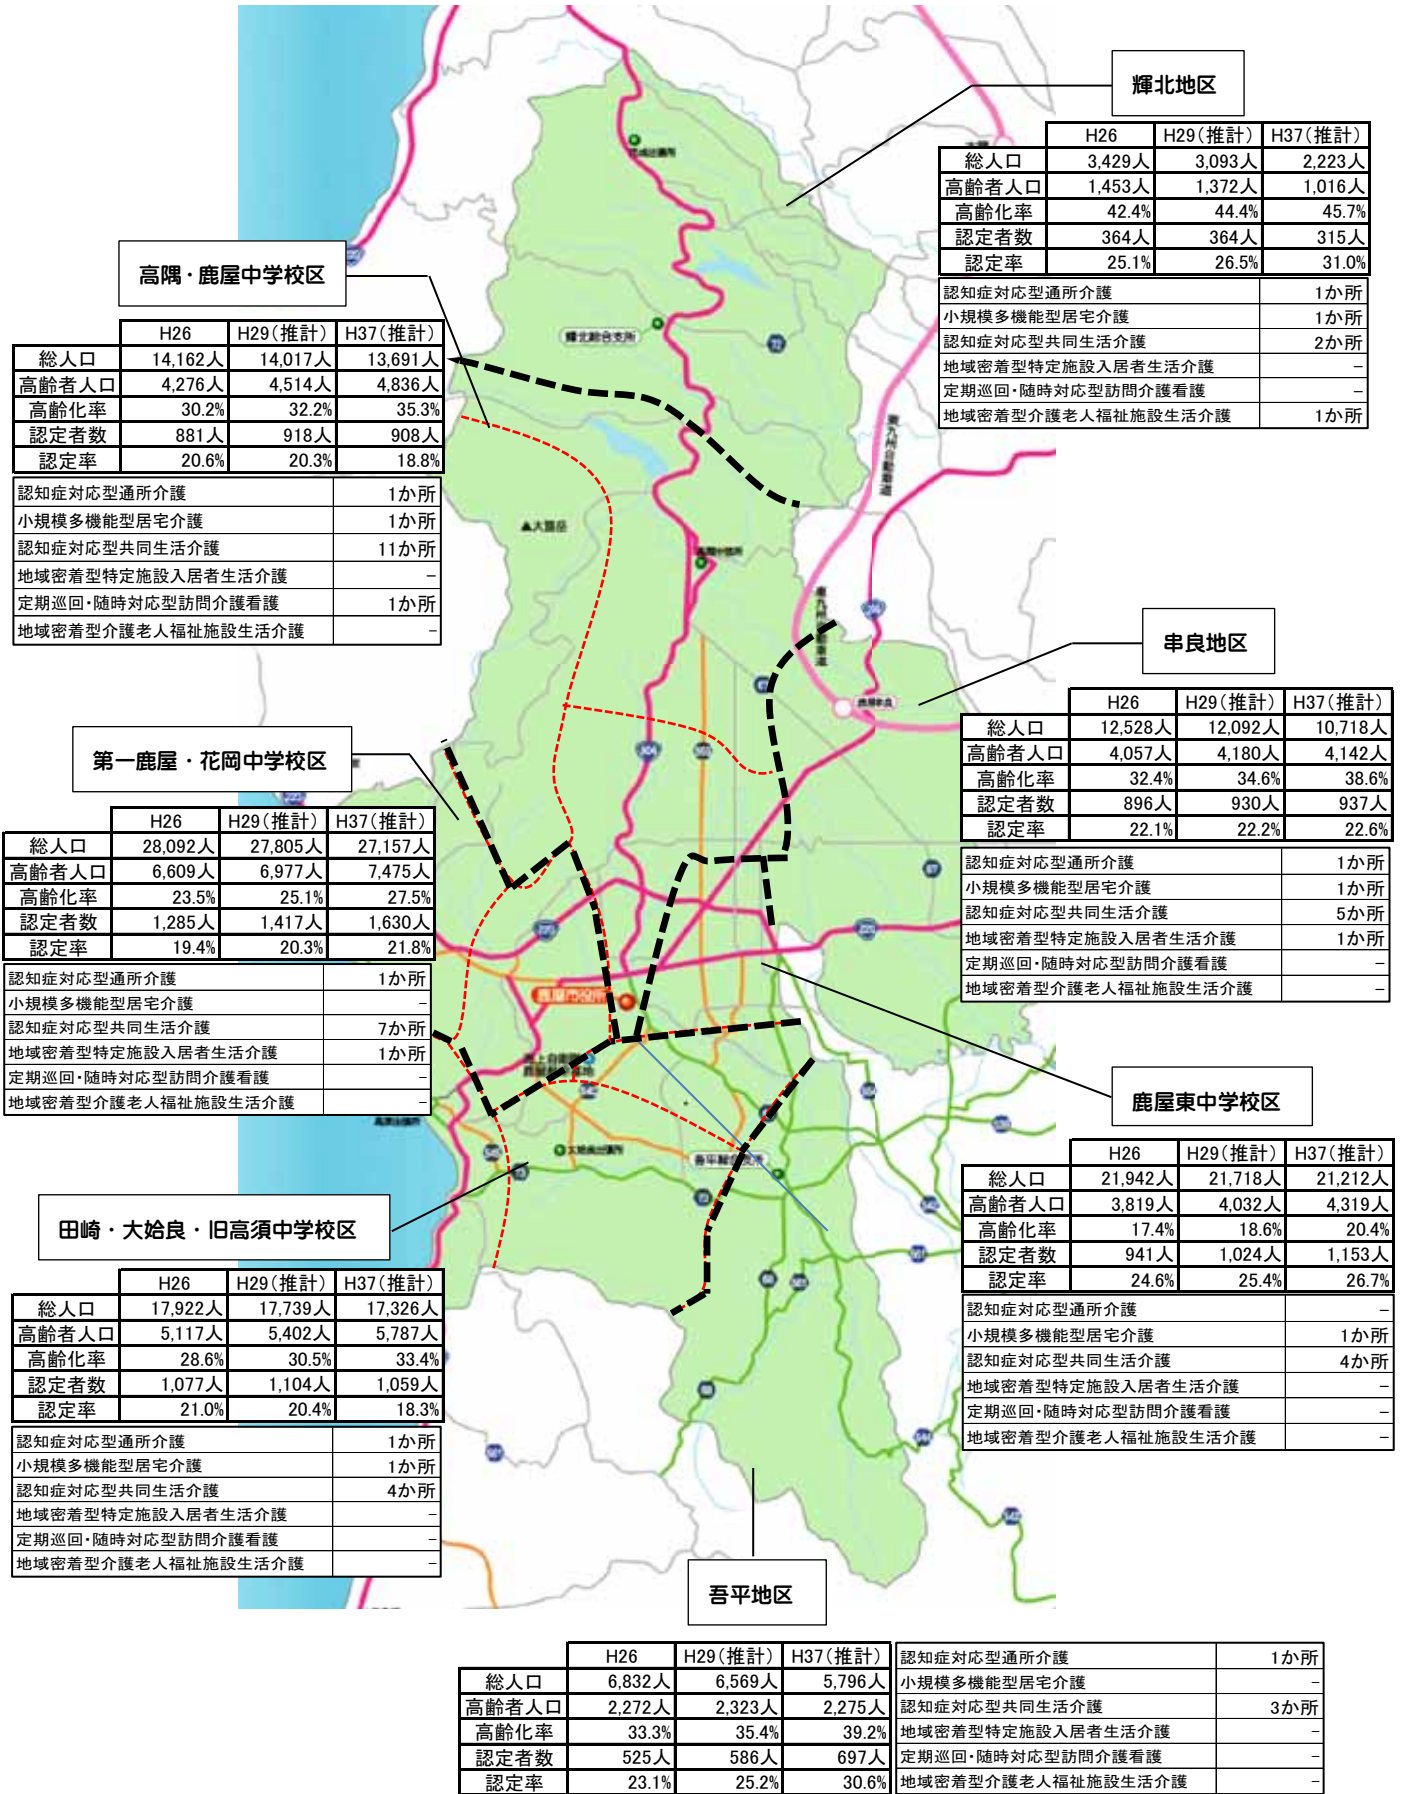 輝北地区
H26 H29(推計) H37(推計)
総人口 3,429人 3,093人 2,223人
高齢者人口 1,453人 1,372人 1,016人
高齢化率 42.4% 44.4% 45.7%
認定者数 364人 364人 315人
認定率 25.1% 26.5% 31.0%
認知症対応型通所介護 1か所
小規模多機能型居宅介護 1か所
認知症対応型共同生活介護 2か所
地域密着型特定施設入居者生活介護 －
定期巡回・随時対応型訪問介護看護 －
地域密着型介護老人福祉施設生活介護 1か所
高隅・鹿屋中学校区
H26 H29(推計) H37(推計)
総人口 14,162人 14,017人 13,691人
高齢者人口 4,276人 4,514人 4,836人
高齢化率 30.2% 32.2% 35.3%
認定者数 881人 918人 908人
認定率 20.6% 20.3% 18.8%
認知症対応型通所介護 1か所
小規模多機能型居宅介護 1か所
認知症対応型共同生活介護 11か所
地域密着型特定施設入居者生活介護 －
定期巡回・随時対応型訪問介護看護 1か所
地域密着型介護老人福祉施設生活介護 －
輝北総合支所
72
東九州自動車道
▲大箆岳
串良地区
H26 H29(推計) H37(推計)
総人口 12,528人 12,092人 10,718人
高齢者人口 4,057人 4,180人 4,142人
高齢化率 32.4% 34.6% 38.6%
認定者数 896人 930人 937人
認定率 22.1% 22.2% 22.6%
認知症対応型通所介護 1か所
小規模多機能型居宅介護 1か所
認知症対応型共同生活介護 5か所
地域密着型特定施設入居者生活介護 1か所
定期巡回・随時対応型訪問介護看護 －
地域密着型介護老人福祉施設生活介護 －
第一鹿屋・花岡中学校区
H26 H29(推計) H37(推計)
総人口 28,092人 27,805人 27,157人
高齢者人口 6,609人 6,977人 7,475人
高齢化率 23.5% 25.1% 27.5%
認定者数 1,285人 1,417人 1,630人
認定率 19.4% 20.3% 21.8%
認知症対応型通所介護 1か所
小規模多機能型居宅介護 －
認知症対応型共同生活介護 7か所
地域密着型特定施設入居者生活介護 1か所
定期巡回・随時対応型訪問介護看護 －
地域密着型介護老人福祉施設生活介護 －
鹿屋市役所
鹿屋東中学校区
H26 H29(推計) H37(推計)
総人口 21,942人 21,718人 21,212人
高齢者人口 3,819人 4,032人 4,319人
高齢化率 17.4% 18.6% 20.4%
認定者数 941人 1,024人 1,153人
認定率 24.6% 25.4% 26.7%
認知症対応型通所介護 －
小規模多機能型居宅介護 1か所
認知症対応型共同生活介護 4か所
地域密着型特定施設入居者生活介護 －
定期巡回・随時対応型訪問介護看護 －
地域密着型介護老人福祉施設生活介護 －
田崎・大姶良・旧高須中学校区
H26 H29(推計) H37(推計)
総人口 17,922人 17,739人 17,326人
高齢者人口 5,117人 5,402人 5,787人
高齢化率 28.6% 30.5% 33.4%
認定者数 1,077人 1,104人 1,059人
認定率 21.0% 20.4% 18.3%
認知症対応型通所介護 1か所
小規模多機能型居宅介護 1か所
認知症対応型共同生活介護 4か所
地域密着型特定施設入居者生活介護 －
定期巡回・随時対応型訪問介護看護 －
地域密着型介護老人福祉施設生活介護 －
吾平地区
H26 H29(推計) H37(推計)
総人口 6,832人 6,569人 5,796人
高齢者人口 2,272人 2,323人 2,275人
高齢化率 33.3% 35.4% 39.2%
認定者数 525人 586人 697人
認定率 23.1% 25.2% 30.6%
認知症対応型通所介護 1か所
小規模多機能型居宅介護 －
認知症対応型共同生活介護 3か所
地域密着型特定施設入居者生活介護 －
定期巡回・随時対応型訪問介護看護 －
地域密着型介護老人福祉施設生活介護 －